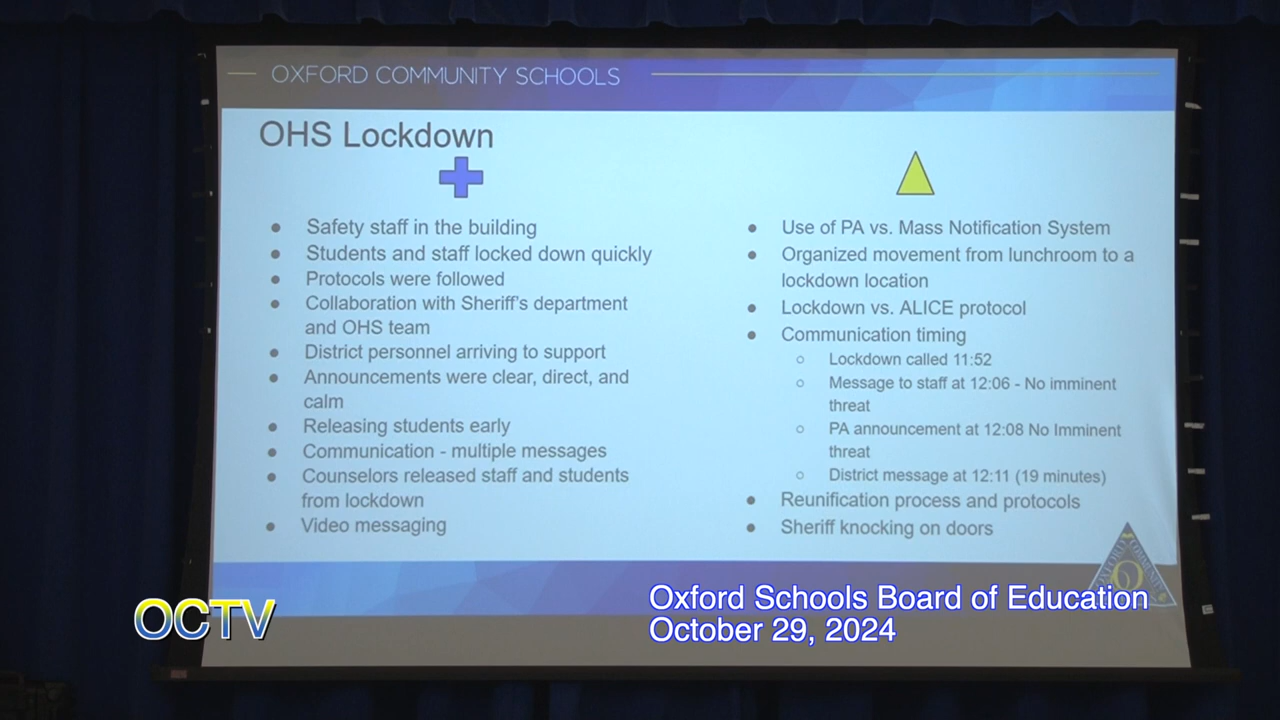 OXFORD COMMUNITY SCHOOLS
OHS Lockdown
● Safety staff in the building
● Students and staff locked down quickly
● Protocols were followed
● Collaboration with Sheriff's department
and OHS team
● District personnel arriving to support
● Announcements were clear, direct, and
calm
● Releasing students early
● Communication - multiple messages
● Counselors released staff and students
from lockdown
● Video messaging
● Use of PA vs. Mass Notification System
● Organized movement from lunchroom to a
lockdown location
● Lockdown vs. ALICE protocol
● Communication timing
○ Lockdown called 11:52
○ Message to staff at 12:06 - No imminent
threat
○ PA announcement at 12:08 No Imminent
threat
○ District message at 12:11 (19 minutes)
● Reunification process and protocols
● Sheriff knocking on doors
OXFORD COMMUNITY
O
OCTV
Oxford Schools Board of Education
October 29, 2024